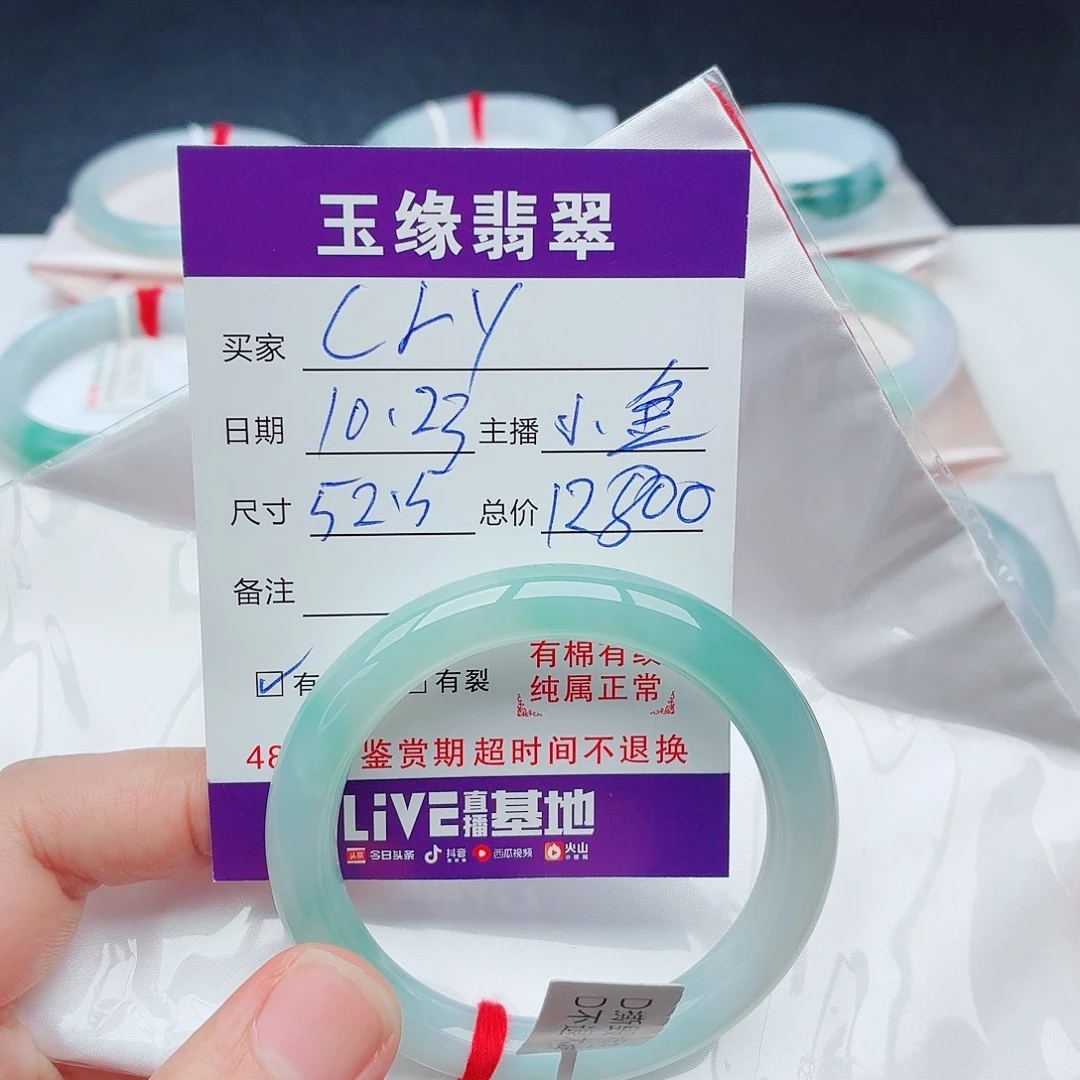 玉缘翡翠
买家 CLY
日期 10.23 主播 小金
尺寸 52.5 总价 12800
备注
有 有裂
有棉有纹
纯属正常
48 鉴赏期 超时间不退换
LiVE直播基地
头条 今日头条 抖音 西瓜视频 火山